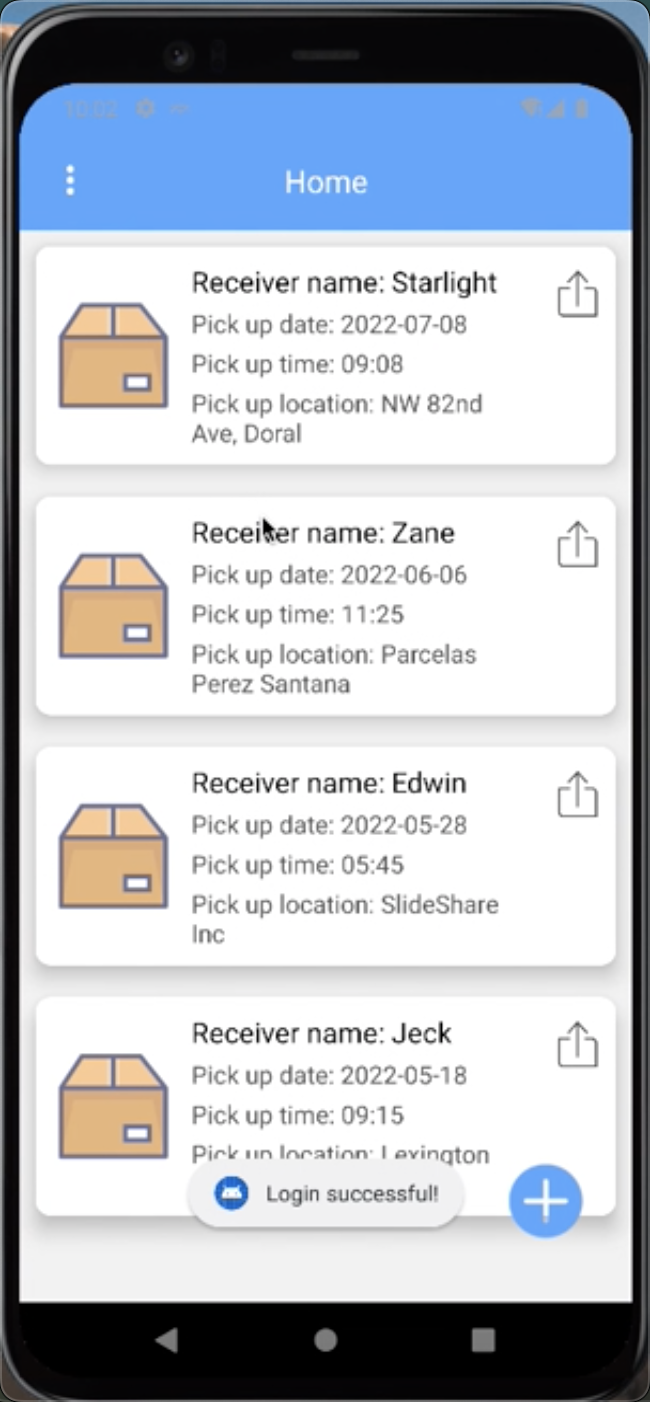 10:02
Home
Receiver name: Starlight
Pick up date: 2022-07-08
Pick up time: 09:08
Pick up location: NW 82nd
Ave, Doral
Receiver name: Zane
Pick up date: 2022-06-06
Pick up time: 11:25
Pick up location: Parcelas
Perez Santana
Receiver name: Edwin
Pick up date: 2022-05-28
Pick up time: 05:45
Pick up location: SlideShare
Inc
Receiver name: Jeck
Pick up date: 2022-05-18
Pick up time: 09:15
Pick up location: Lexington
Login successful!